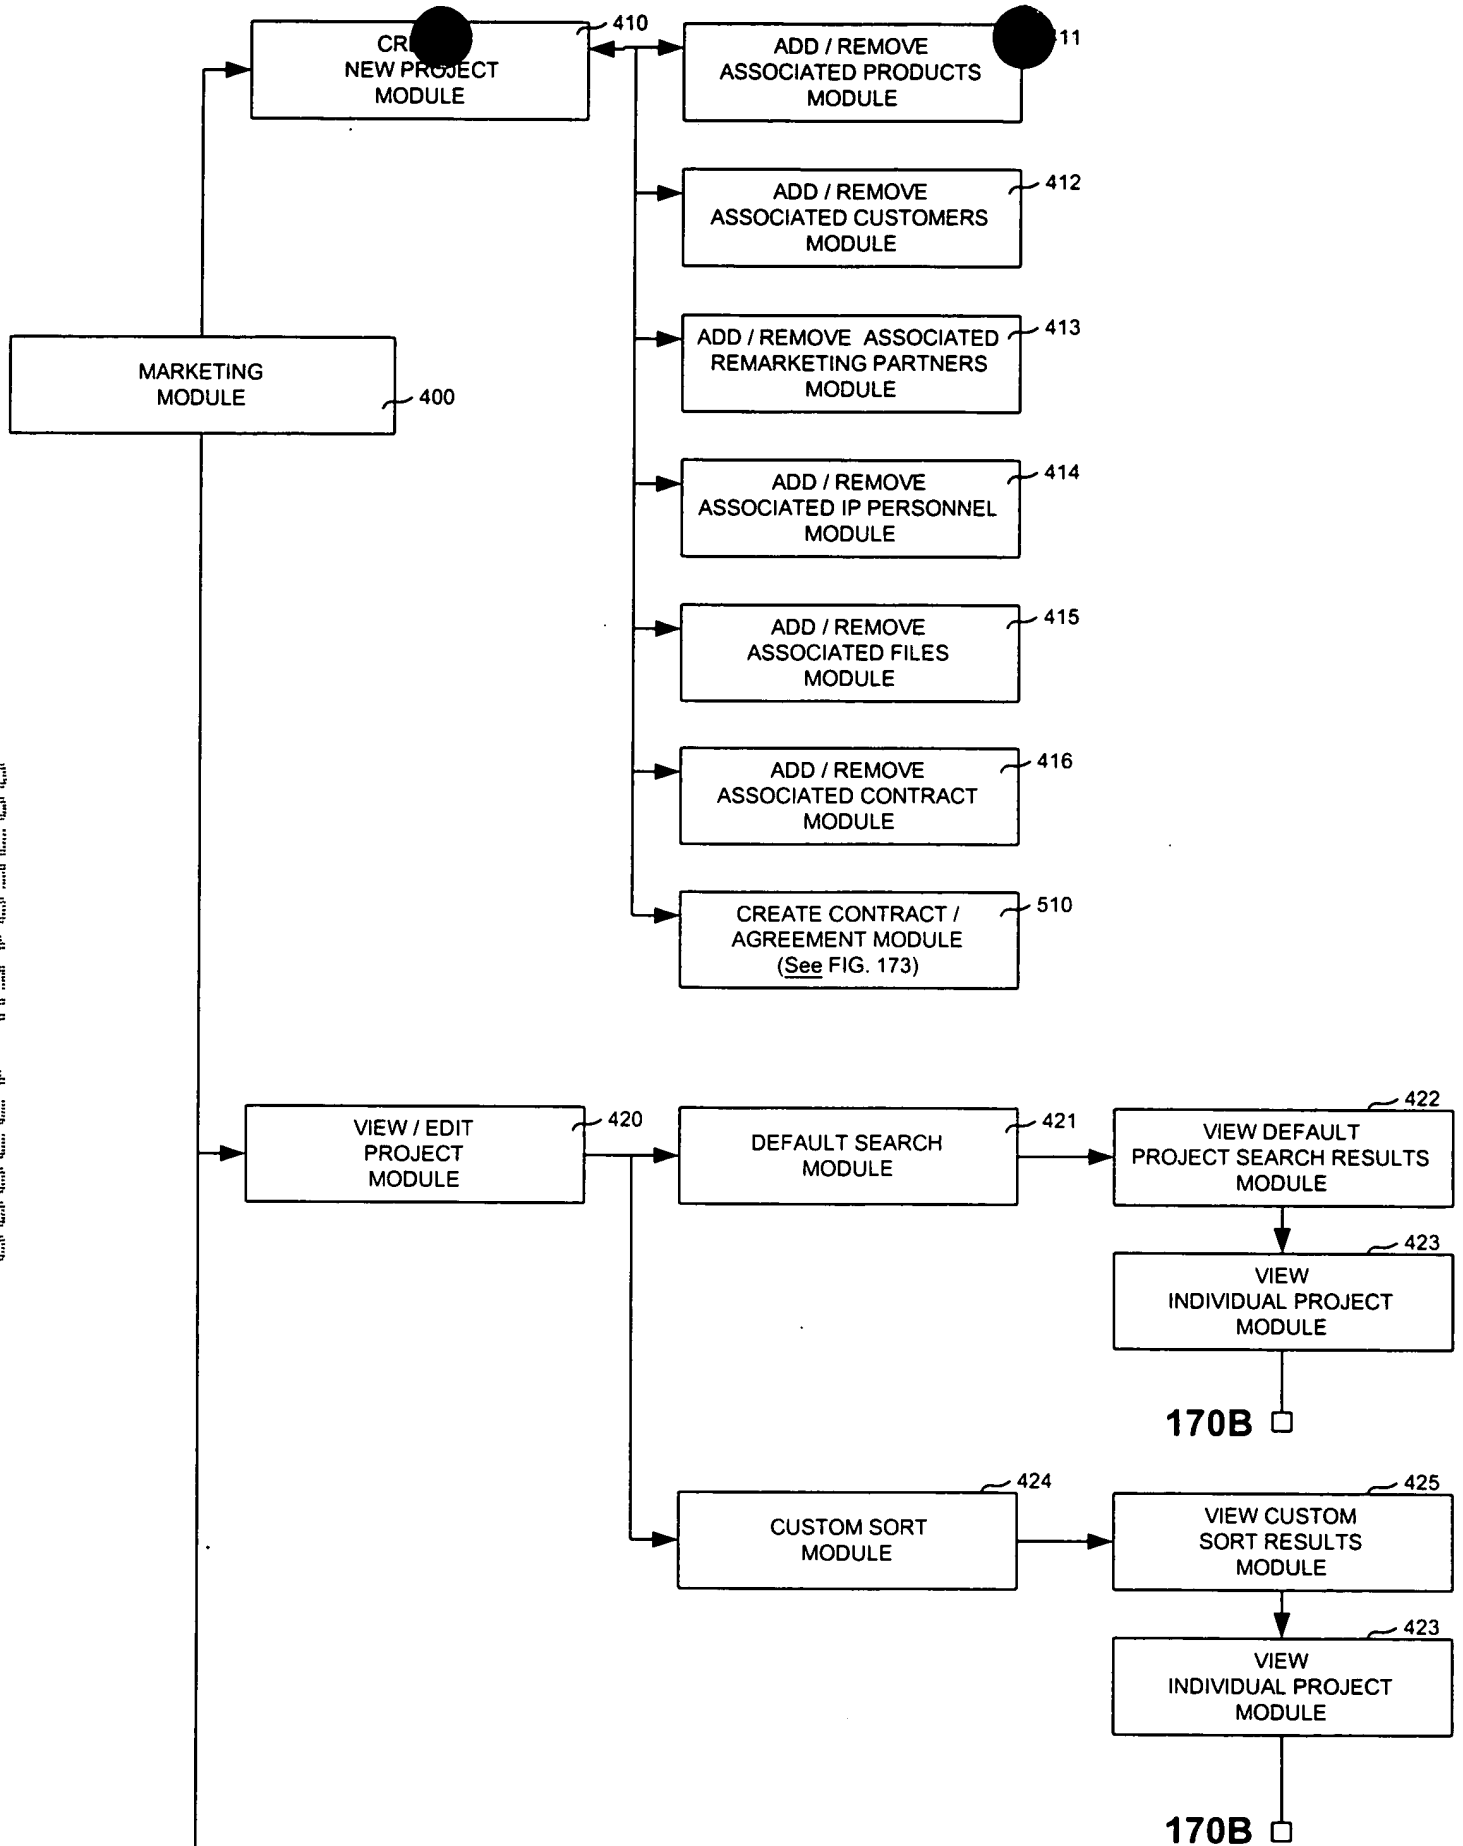 410
NEW PROJECT
MODULE
ADD / REMOVE
ASSOCIATED PRODUCTS
MODULE
ADD / REMOVE
ASSOCIATED CUSTOMERS
MODULE
412
ADD / REMOVE ASSOCIATED
REMARKETING PARTNERS
MODULE
413
MARKETING
MODULE
400
ADD / REMOVE
ASSOCIATED IP PERSONNEL
MODULE
414
ADD / REMOVE
ASSOCIATED FILES
MODULE
415
ADD / REMOVE
ASSOCIATED CONTRACT
MODULE
416
CREATE CONTRACT /
AGREEMENT MODULE
(See FIG. 173)
510
VIEW / EDIT
PROJECT
MODULE
420
DEFAULT SEARCH
MODULE
421
422
VIEW DEFAULT
PROJECT SEARCH RESULTS
MODULE
423
VIEW
INDIVIDUAL PROJECT
MODULE
170B
424
CUSTOM SORT
MODULE
425
VIEW CUSTOM
SORT RESULTS
MODULE
423
VIEW
INDIVIDUAL PROJECT
MODULE
170B